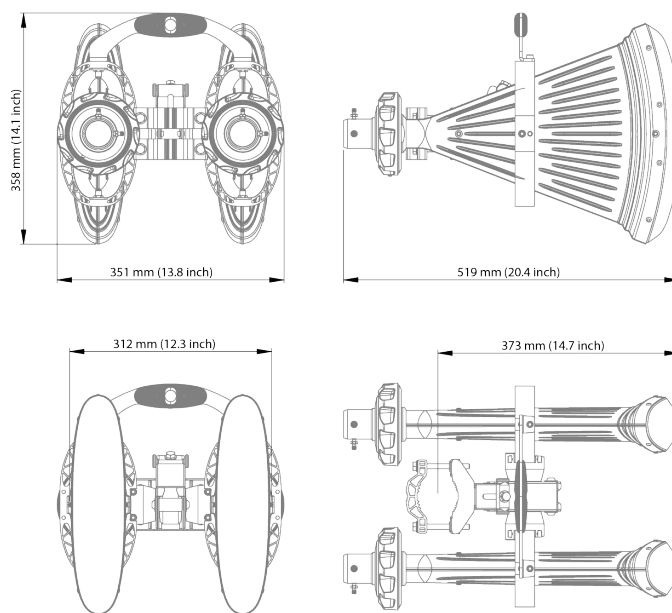 358 mm (14.1 inch)
351 mm (13.8 inch)
519 mm (20.4 inch)
312 mm (12.3 inch)
373 mm (14.7 inch)